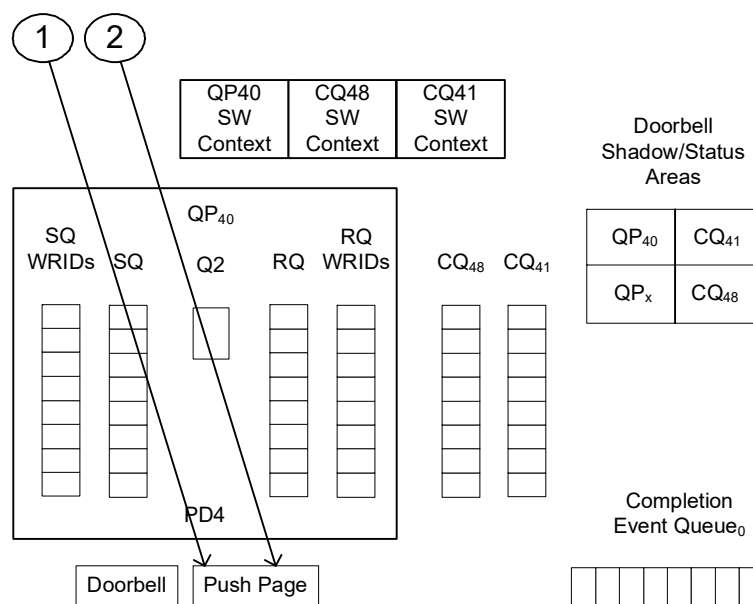 1 2
QP40 CQ48 CQ41
SW SW SW
Context Context Context
Doorbell
Shadow/Status
Areas
QP₄₀
SQ
WRIDs SQ Q2 RQ RQ
WRIDs
CQ₄₈ CQ₄₁
QP₄₀ CQ₄₁
QPₓ CQ₄₈
PD4
Completion
Event Queue₀
Doorbell Push Page